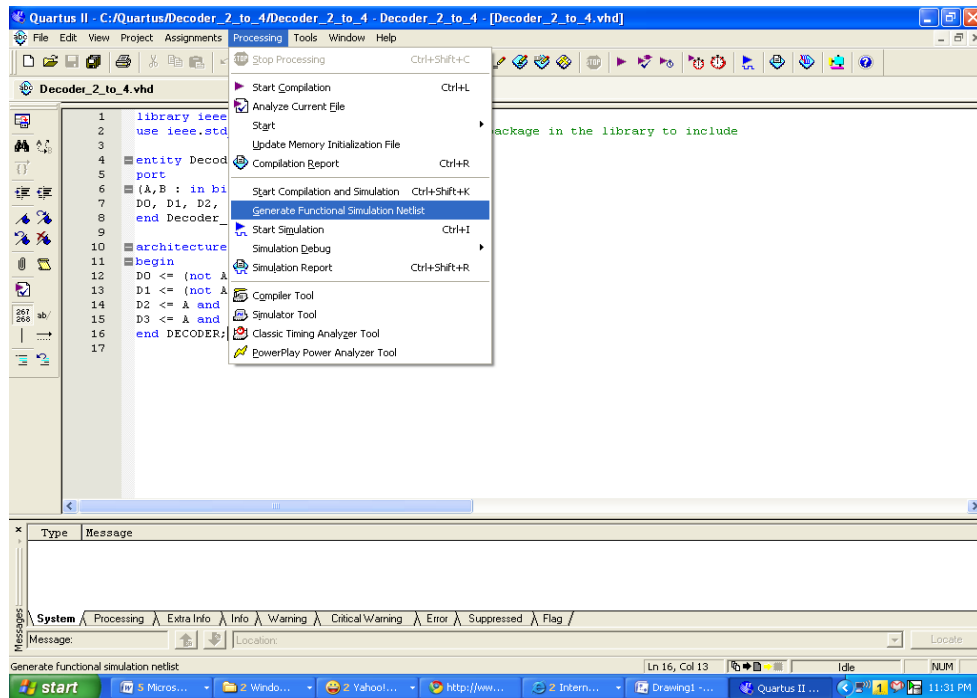 Quartus II - C:/Quartus/Decoder_2_to_4/Decoder_2_to_4 - Decoder_2_to_4 - [Decoder_2_to_4.vhd]
File Edit View Project Assignments Processing Tools Window Help
Stop Processing Ctrl+Shift+C
Decoder_2_to_4.vhd
Start Compilation Ctrl+L
Analyze Current File
Start
Update Memory Initialization File
Compilation Report Ctrl+R
Start Compilation and Simulation Ctrl+Shift+K
Generate Functional Simulation Netlist
Start Simulation Ctrl+I
Simulation Debug
Simulation Report Ctrl+Shift+R
Compiler Tool
Simulator Tool
Classic Timing Analyzer Tool
PowerPlay Power Analyzer Tool
1 library ieee
2 use ieee.std ackage in the library to include
3
4 entity Decod
5 port
6 (A,B : in bi
7 D0, D1, D2,
8 end Decoder_
9
10 architecture
11 begin
12 D0 <= (not A
13 D1 <= (not A
14 D2 <= A and
15 D3 <= A and
16 end DECODER;
17
267
268 ab/
Type Message
Messages
System Processing Extra Info Info Warning Critical Warning Error Suppressed Flag
Message: Location: Locate
Generate functional simulation netlist Ln 16, Col 13 Idle NUM
start 5 Micros... 2 Windo... 2 Yahoo!... http://ww... 2 Intern... Drawing1 -... Quartus II ... 1 11:31 PM